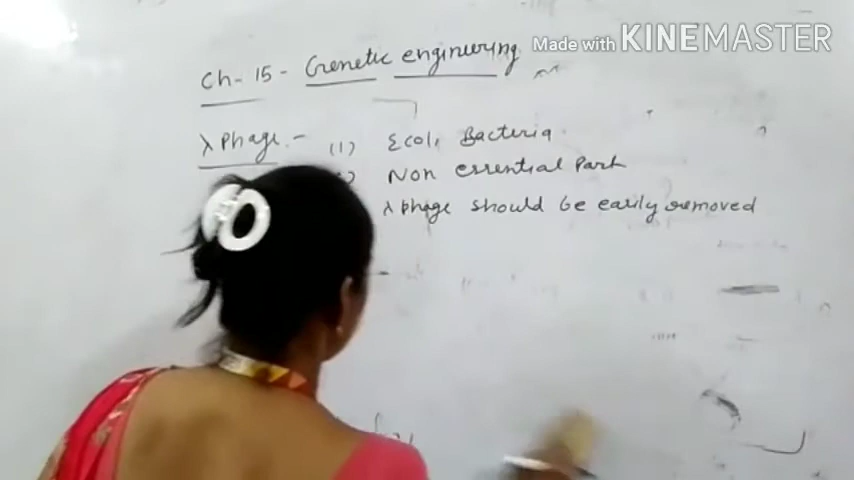 Made with KINEMASTER
Ch- 15 - Genetic engineering
λ Phage - (1) Ecoli Bacteria
Non essential Part
λ Phage should be easily removed